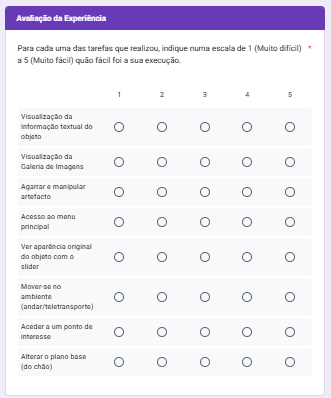 Avaliação da Experiência
Para cada uma das tarefas que realizou, indique numa escala de 1 (Muito difícil) *
a 5 (Muito fácil) quão fácil foi a sua execução.
1 2 3 4 5
Visualização da
Informação textual do
objeto
Visualização da
Galeria de Imagens
Agarrar e manipular
artefacto
Acesso ao menu
principal
Ver aparência original
do objeto com o
slider
Mover-se no
ambiente
(andar/teletransporte)
Aceder a um ponto de
interesse
Alterar o plano base
(do chão)